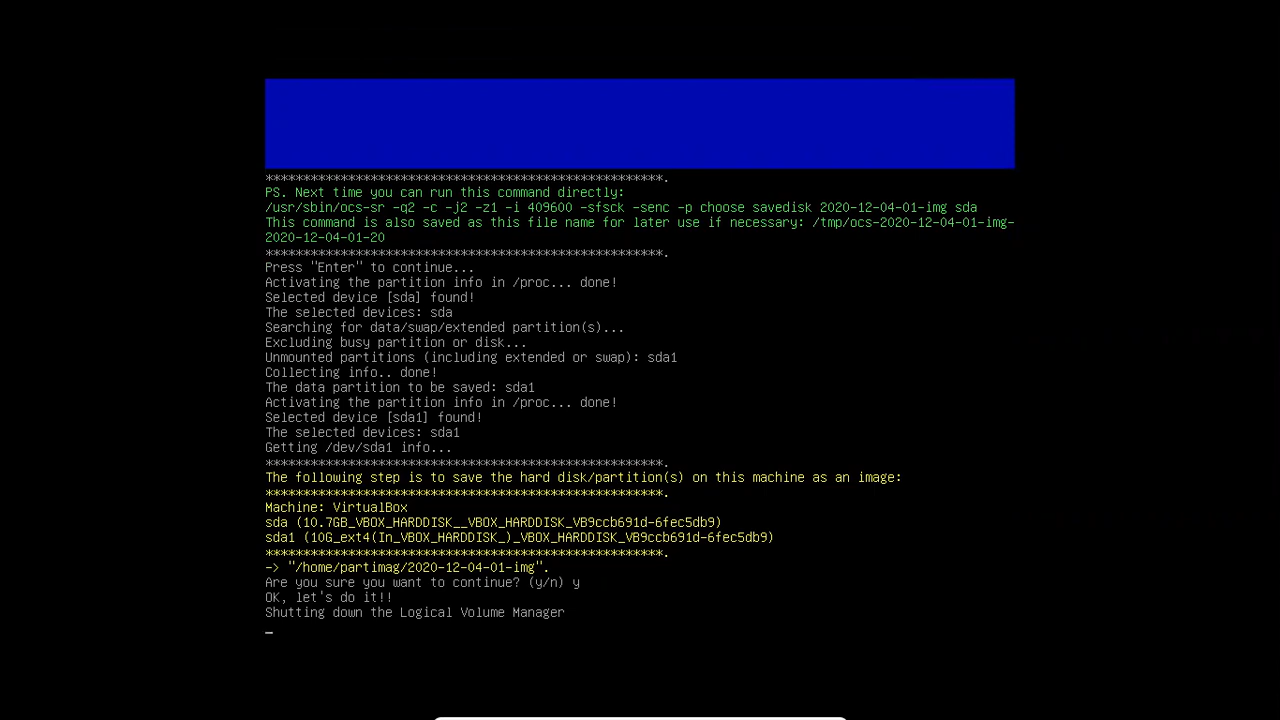 *****************************************************.
PS. Next time you can run this command directly:
/usr/sbin/ocs-sr -q2 -c -j2 -z1 -i 409600 -sfsck -senc -p choose savedisk 2020-12-04-01-img sda
This command is also saved as this file name for later use if necessary: /tmp/ocs-2020-12-04-01-img-
2020-12-04-01-20
*****************************************************.
Press "Enter" to continue...
Activating the partition info in /proc... done!
Selected device [sda] found!
The selected devices: sda
Searching for data/swap/extended partition(s)...
Excluding busy partition or disk...
Unmounted partitions (including extended or swap): sda1
Collecting info.. done!
The data partition to be saved: sda1
Activating the partition info in /proc... done!
Selected device [sda1] found!
The selected devices: sda1
Getting /dev/sda1 info...
*****************************************************.
The following step is to save the hard disk/partition(s) on this machine as an image:
*****************************************************.
Machine: VirtualBox
sda (10.7GB_VBOX_HARDDISK__VBOX_HARDDISK_VB9ccb691d-6fec5db9)
sda1 (10G_ext4(In_VBOX_HARDDISK_)_VBOX_HARDDISK_VB9ccb691d-6fec5db9)
*****************************************************.
-> "/home/partimag/2020-12-04-01-img".
Are you sure you want to continue? (y/n) y
OK, let's do it!!
Shutting down the Logical Volume Manager
_